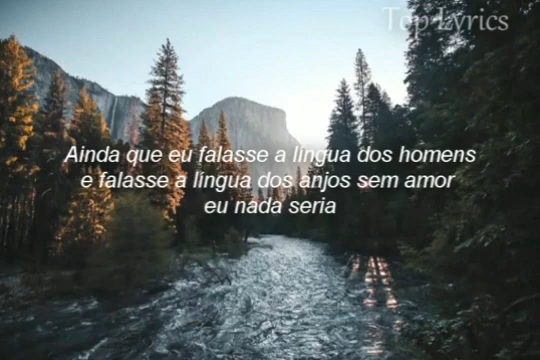 Top Lyrics
Ainda que eu falasse a língua dos homens
e falasse a língua dos anjos sem amor
eu nada seria